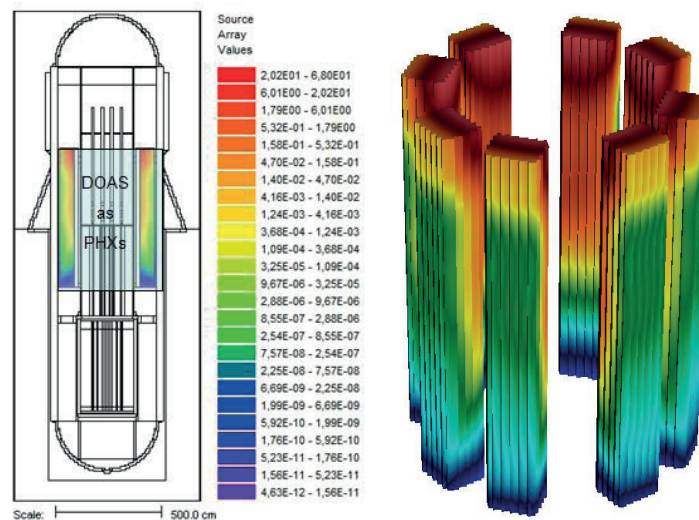 Source
Array
Values
2,02E01 - 6,80E01
6,01E00 - 2,02E01
1,79E00 - 6,01E00
5,32E-01 - 1,79E00
1,58E-01 - 5,32E-01
4,70E-02 - 1,58E-01
1,40E-02 - 4,70E-02
4,16E-03 - 1,40E-02
1,24E-03 - 4,16E-03
3,68E-04 - 1,24E-03
1,09E-04 - 3,68E-04
3,25E-05 - 1,09E-04
9,67E-06 - 3,25E-05
2,88E-06 - 9,67E-06
8,55E-07 - 2,88E-06
2,54E-07 - 8,55E-07
7,57E-08 - 2,54E-07
2,25E-08 - 7,57E-08
6,69E-09 - 2,25E-08
1,99E-09 - 6,69E-09
5,92E-10 - 1,99E-09
1,76E-10 - 5,92E-10
5,23E-11 - 1,76E-10
1,56E-11 - 5,23E-11
4,63E-12 - 1,56E-11
DOAS
as
PHXs
Scale: 500.0 cm